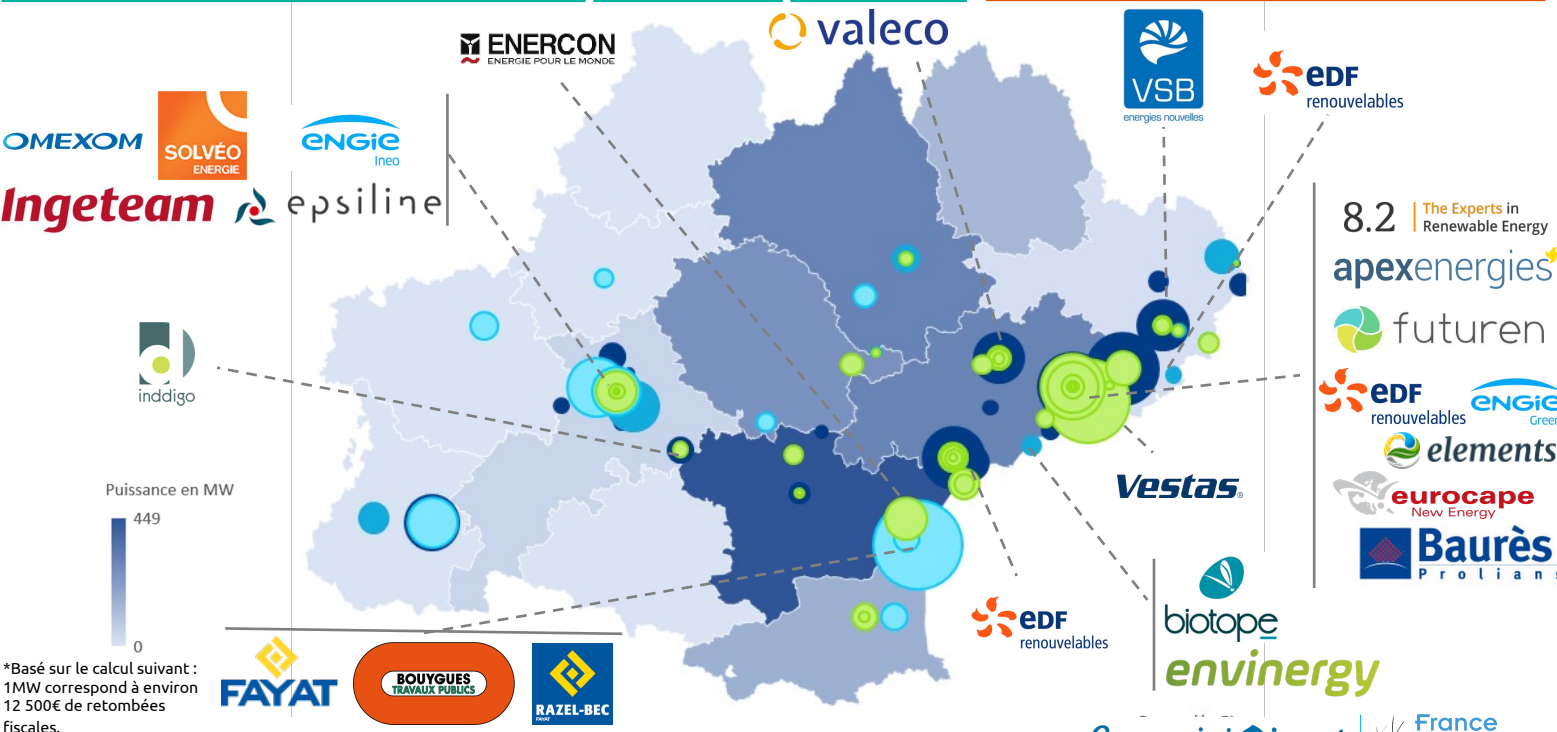 ENERCON
ENERGIE POUR LE MONDE
valeco
VSB
energies nouvelles
eDF
renouvelables
OMEXOM
SOLVÉO
ENERGIE
ENGIE
Ineo
Ingeteam
epsiline
8.2
The Experts in
Renewable Energy
apexenergies
futuren
inddigo
eDF
renouvelables
ENGIE
Green
elements
eurocape
New Energy
Baurès
Prolians
Vestas
Puissance en MW
449
0
*Basé sur le calcul suivant :
1MW correspond à environ
12 500€ de retombées
fiscales.
FAYAT
BOUYGUES
TRAVAUX PUBLICS
RAZEL-BEC
FAYAT
eDF
renouvelables
biotope
envinergy
France